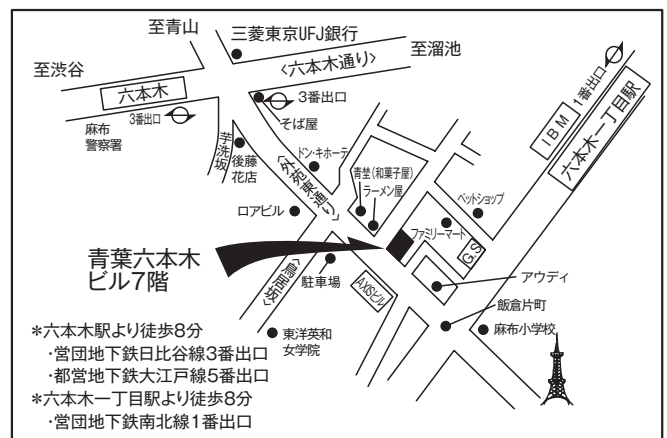 至青山
三菱東京UFJ銀行
〈六本木通り〉
至溜池
至渋谷
六本木
3番出口
麻布
警察署
芋洗坂
3番出口
そば屋
後藤
花店
ドン・キホーテ
〈外苑東通り〉
ロアビル
青埜(和菓子屋)
ラーメン屋
ペットショップ
ファミリーマート
G.S
IBM
1番出口
六本木一丁目駅
青葉六本木
ビル7階
〈鳥居坂〉
駐車場
AXISビル
アウディ
飯倉片町
麻布小学校
東洋英和
女学院
*六本木駅より徒歩8分
・営団地下鉄日比谷線3番出口
・都営地下鉄大江戸線5番出口
*六本木一丁目駅より徒歩8分
・営団地下鉄南北線1番出口